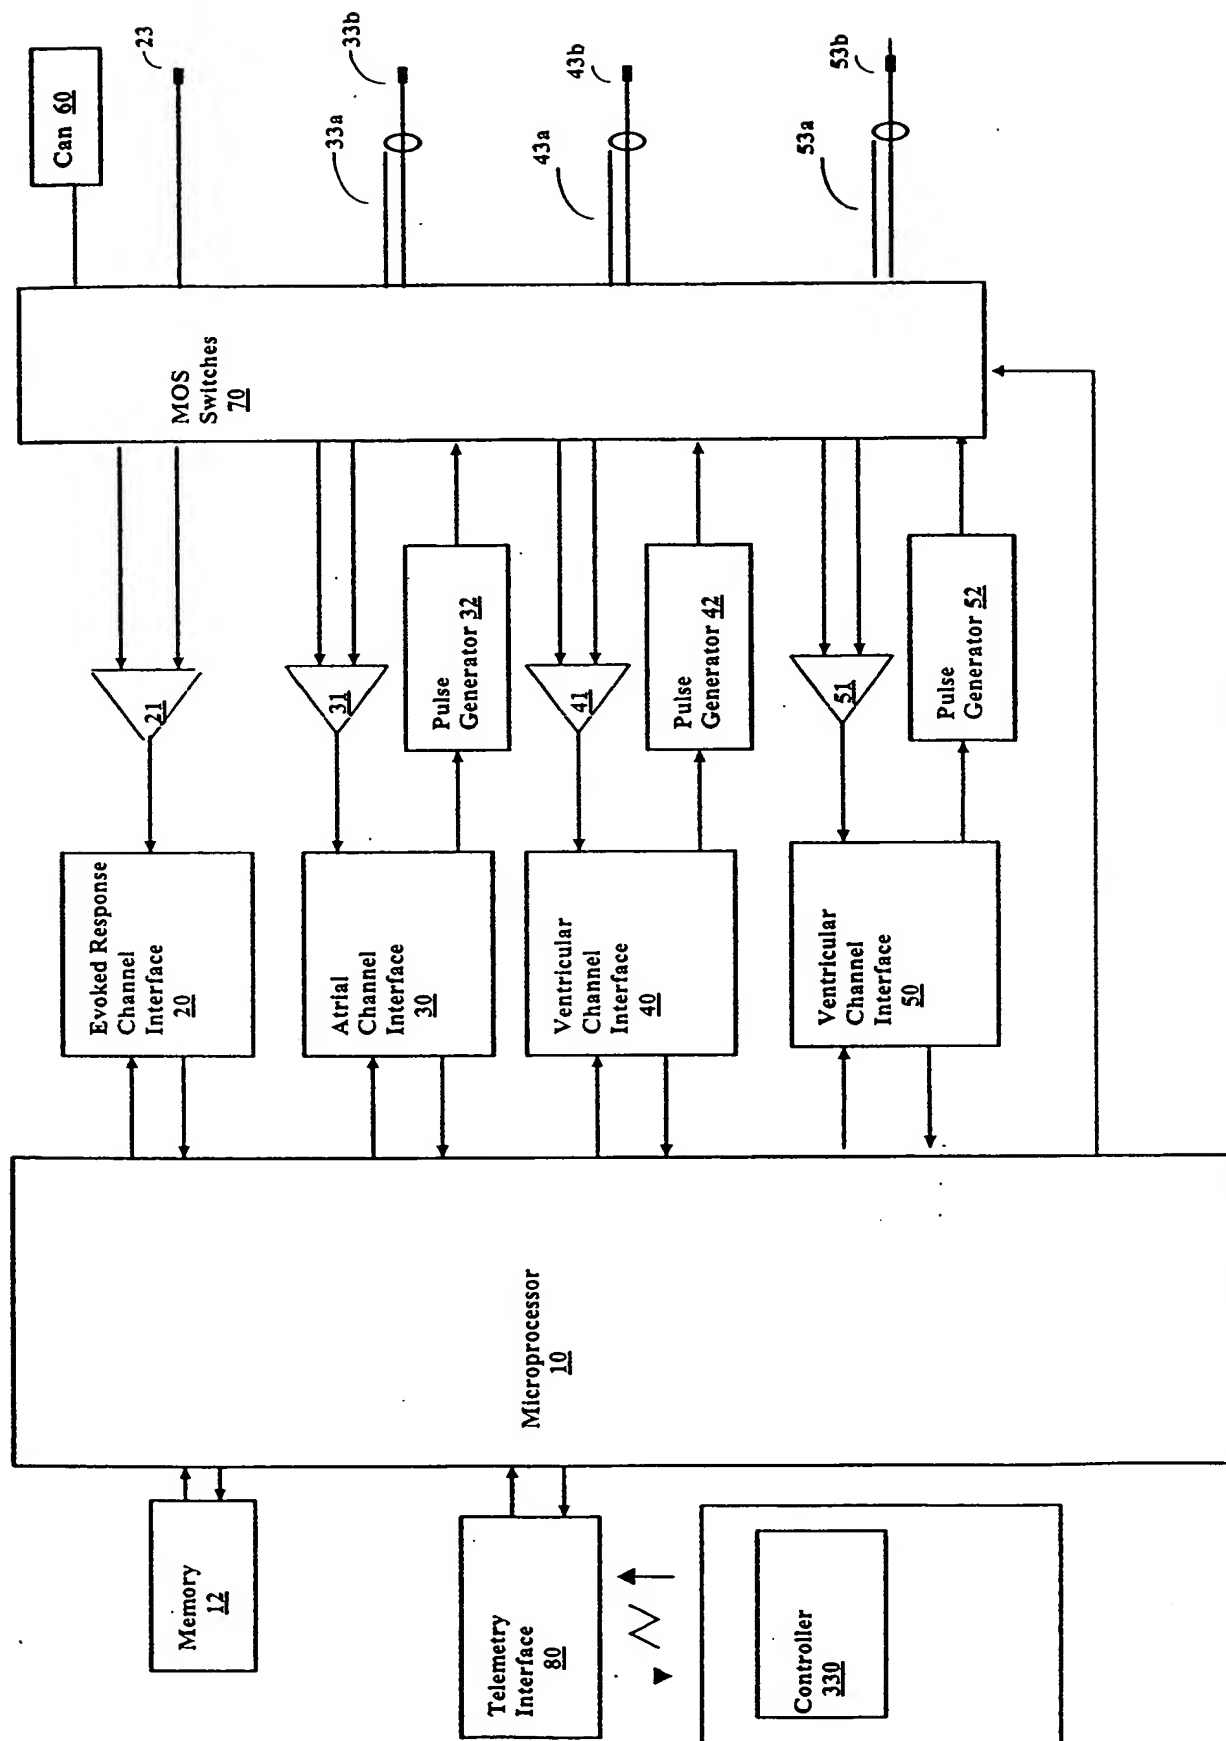 Can 60
23
33a
33b
43a
43b
53a
53b
MOS
Switches
70
21
31
Pulse
Generator 32
41
Pulse
Generator 42
51
Pulse
Generator 52
Evoked Response
Channel
Interface
20
Atrial
Channel
Interface
30
Ventricular
Channel
Interface
40
Ventricular
Channel
Interface
50
Microprocessor
10
Memory
12
Telemetry
Interface
80
Controller
330